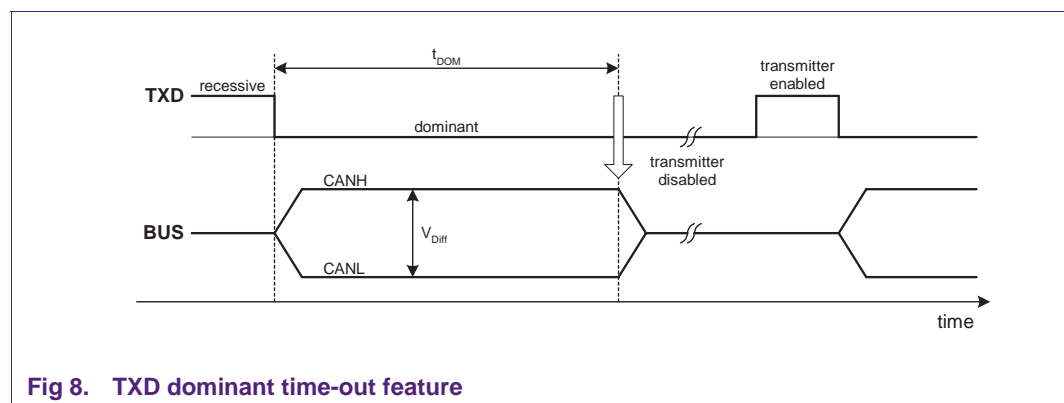 t_DOM
transmitter
enabled
recessive
TXD
dominant
transmitter
disabled
CANH
BUS
V_Diff
CANL
time
Fig 8. TXD dominant time-out feature